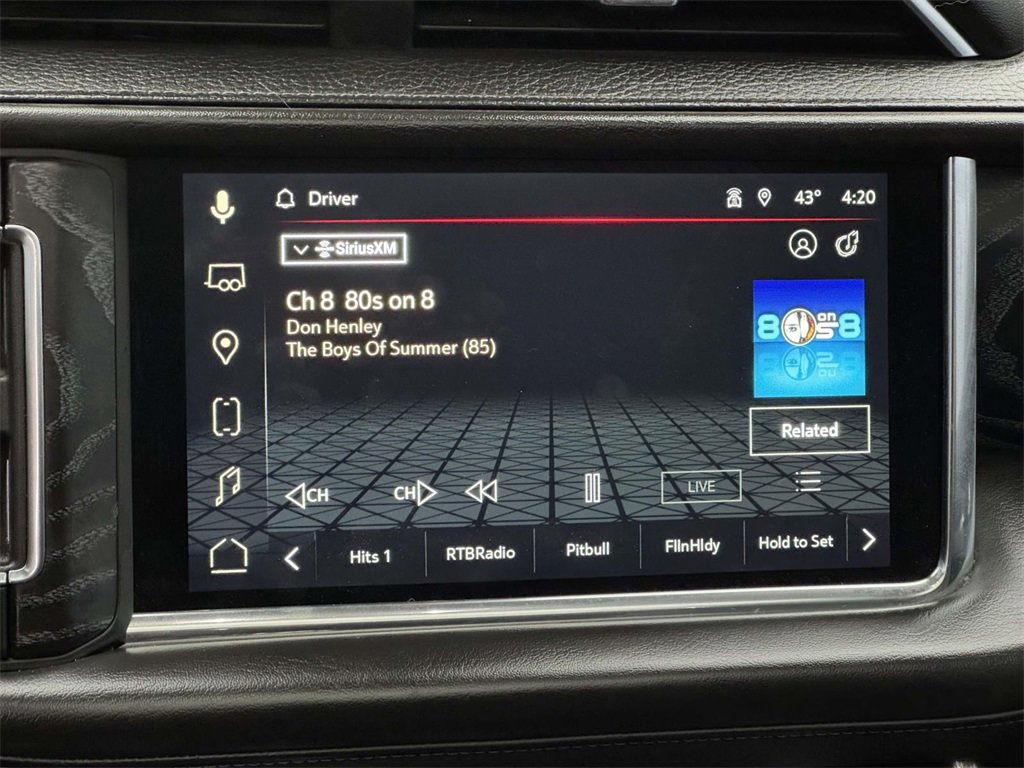 Driver 43° 4:20
SiriusXM
Ch 8 80s on 8
Don Henley
The Boys Of Summer (85)
80s on 8
Related
CH CH LIVE
Hits 1 RTBRadio Pitbull FllnHldy Hold to Set